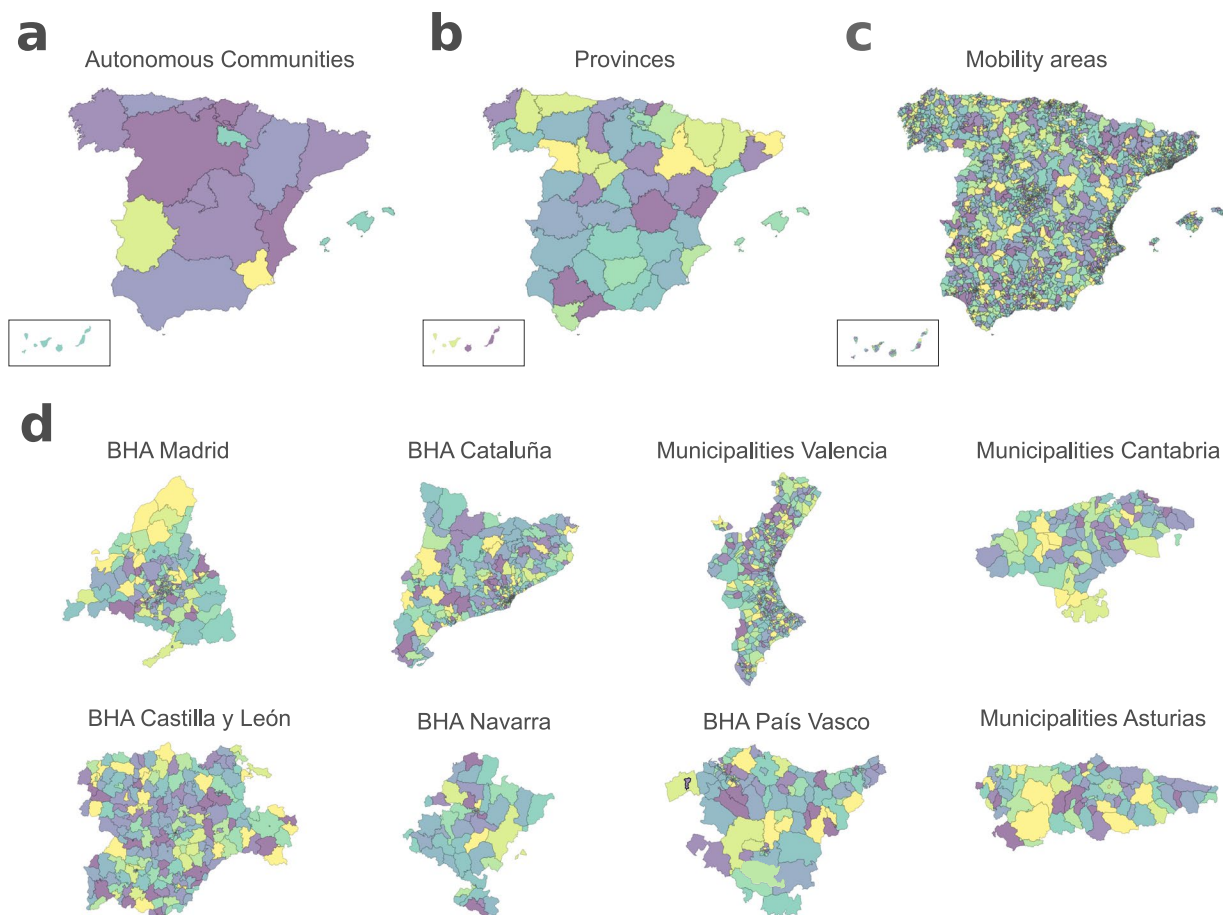 a
Autonomous Communities
b
Provinces
c
Mobility areas
d
BHA Madrid
BHA Cataluña
Municipalities Valencia
Municipalities Cantabria
BHA Castilla y León
BHA Navarra
BHA País Vasco
Municipalities Asturias